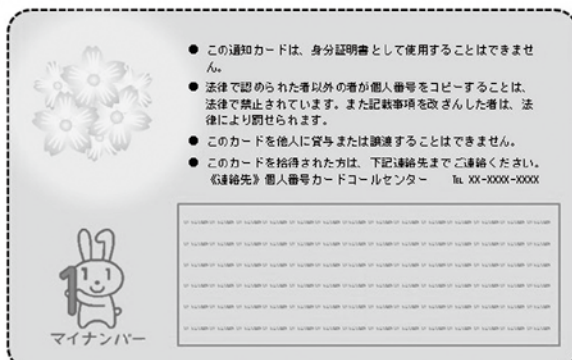 ● この通知カードは、身分証明書として使用することはできませ
ん。
● 法律で認められた者以外の者が個人番号をコピーすることは、
法律で禁止されています。また記載事項を改ざんした者は、法
律により罰せられます。
● このカードを他人に貸与または譲渡することはできません。
● このカードを拾得された方は、下記連絡先までご連絡ください。
《連絡先》個人番号カードコールセンター ℡ XX-XXXX-XXXX
1
マイナンバー